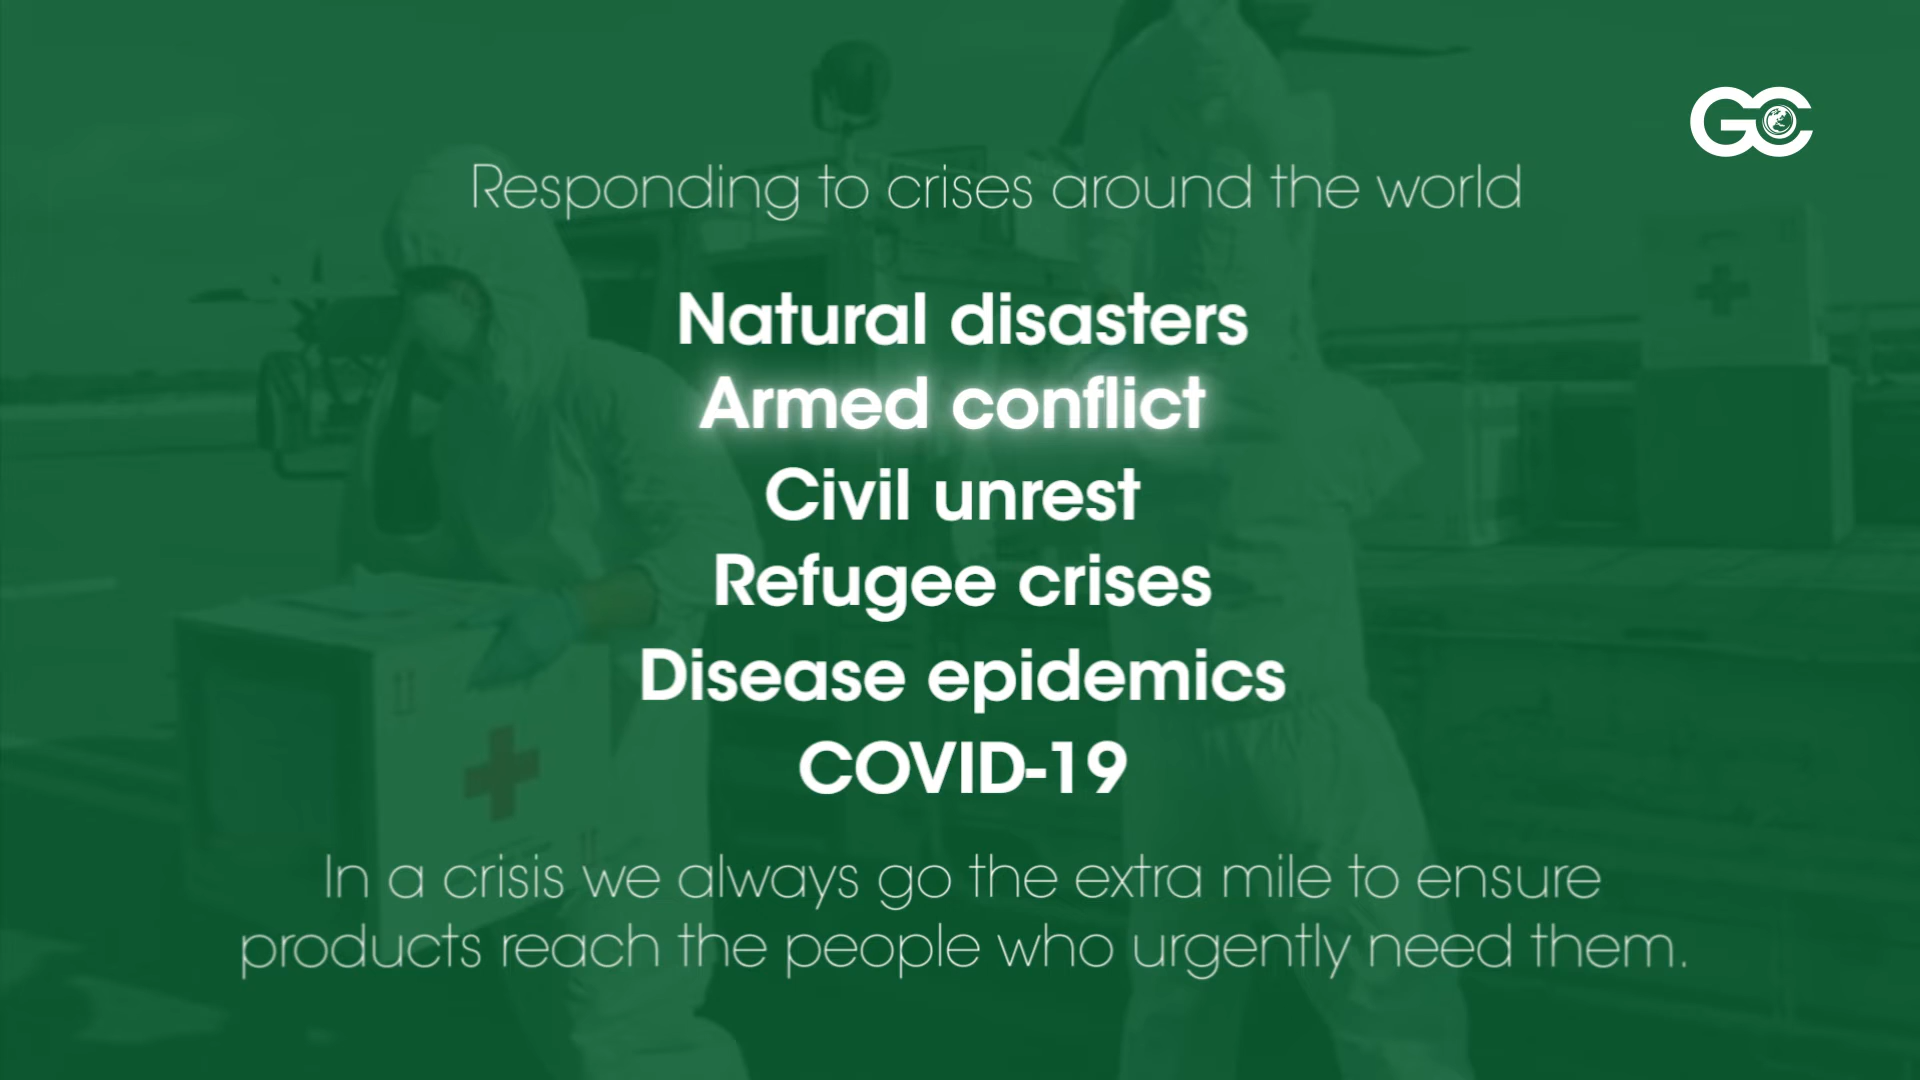 GC
Responding to crises around the world
Natural disasters
Armed conflict
Civil unrest
Refugee crises
Disease epidemics
COVID-19
In a crisis we always go the extra mile to ensure
products reach the people who urgently need them.